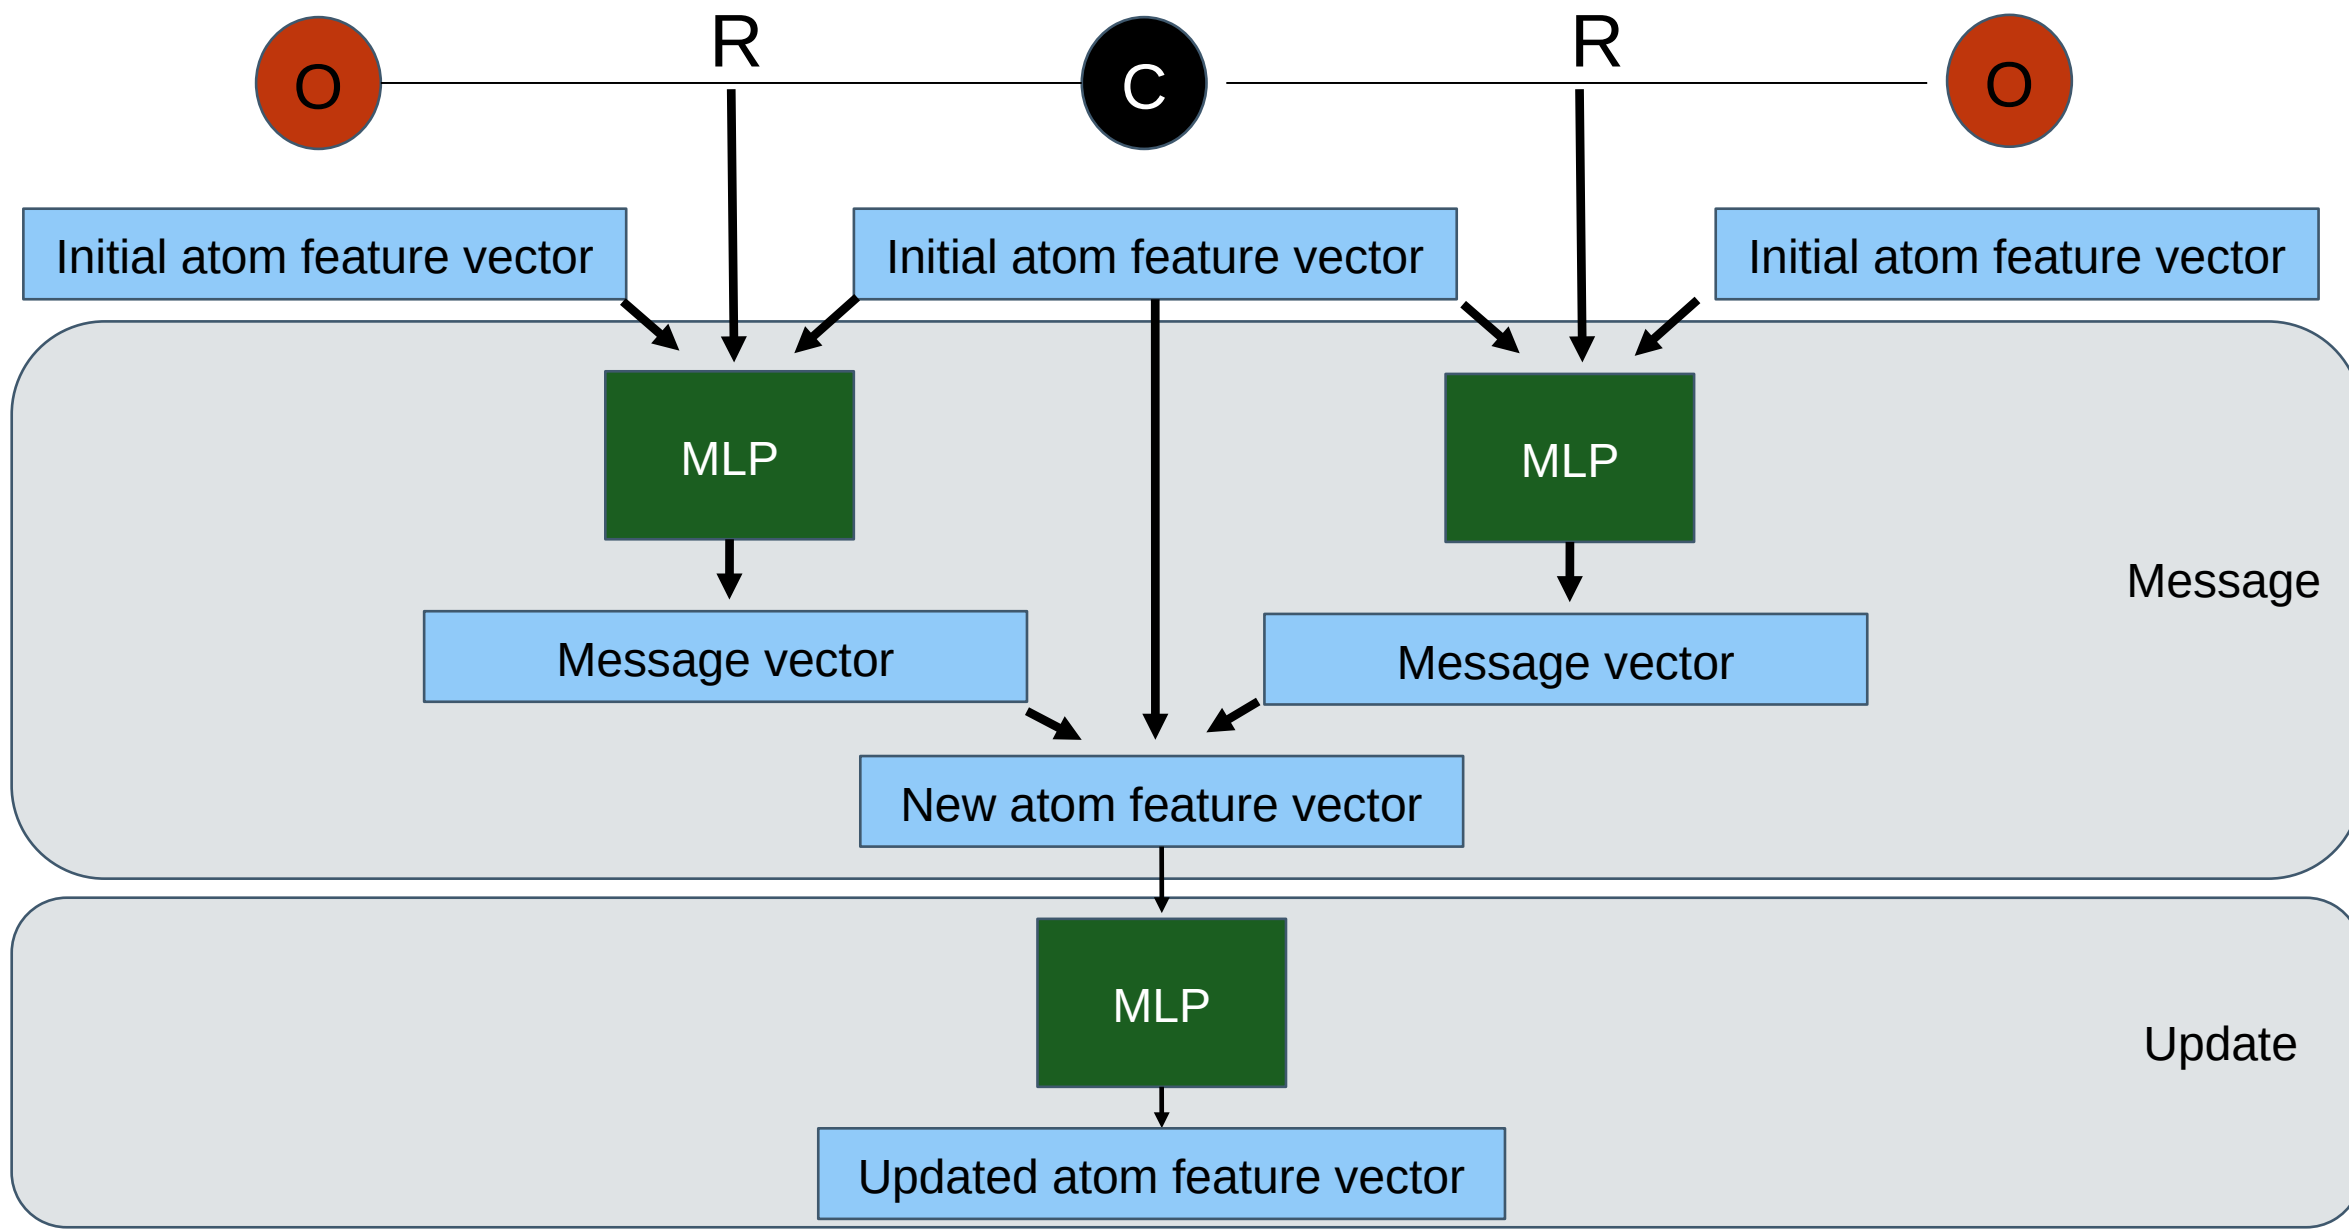 O
R
C
R
O
Initial atom feature vector
Initial atom feature vector
Initial atom feature vector
MLP
MLP
Message
Message vector
Message vector
New atom feature vector
MLP
Update
Updated atom feature vector